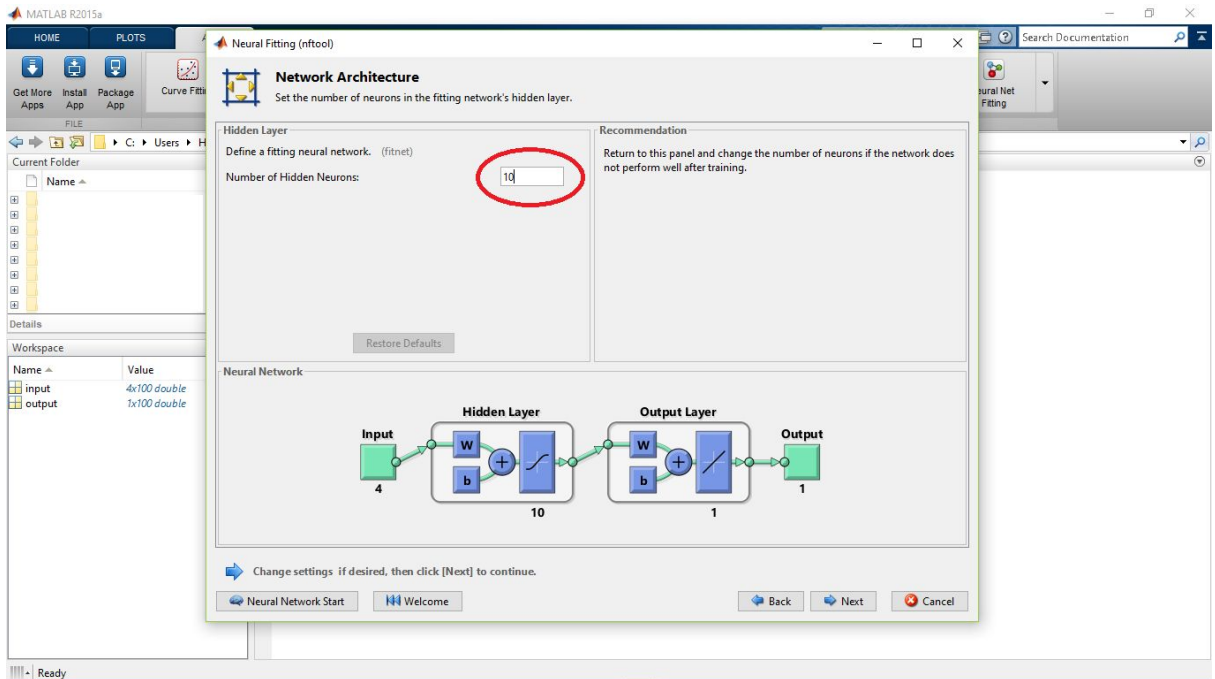 MATLAB R2015a
HOME
PLOTS
A
Search Documentation
Get More Apps
Install App
Package App
Curve Fitti
ural Net Fitting
FILE
C: Users H
Current Folder
Name
Details
Workspace
Name Value
input 4x100 double
output 1x100 double
Ready
Neural Fitting (nftool)
Network Architecture
Set the number of neurons in the fitting network's hidden layer.
Hidden Layer
Define a fitting neural network. (fitnet)
Number of Hidden Neurons: 10
Restore Defaults
Recommendation
Return to this panel and change the number of neurons if the network does
not perform well after training.
Neural Network
Hidden Layer Output Layer
Input Output
W W
b b
4 1
10 1
Change settings if desired, then click [Next] to continue.
Neural Network Start Welcome Back Next Cancel